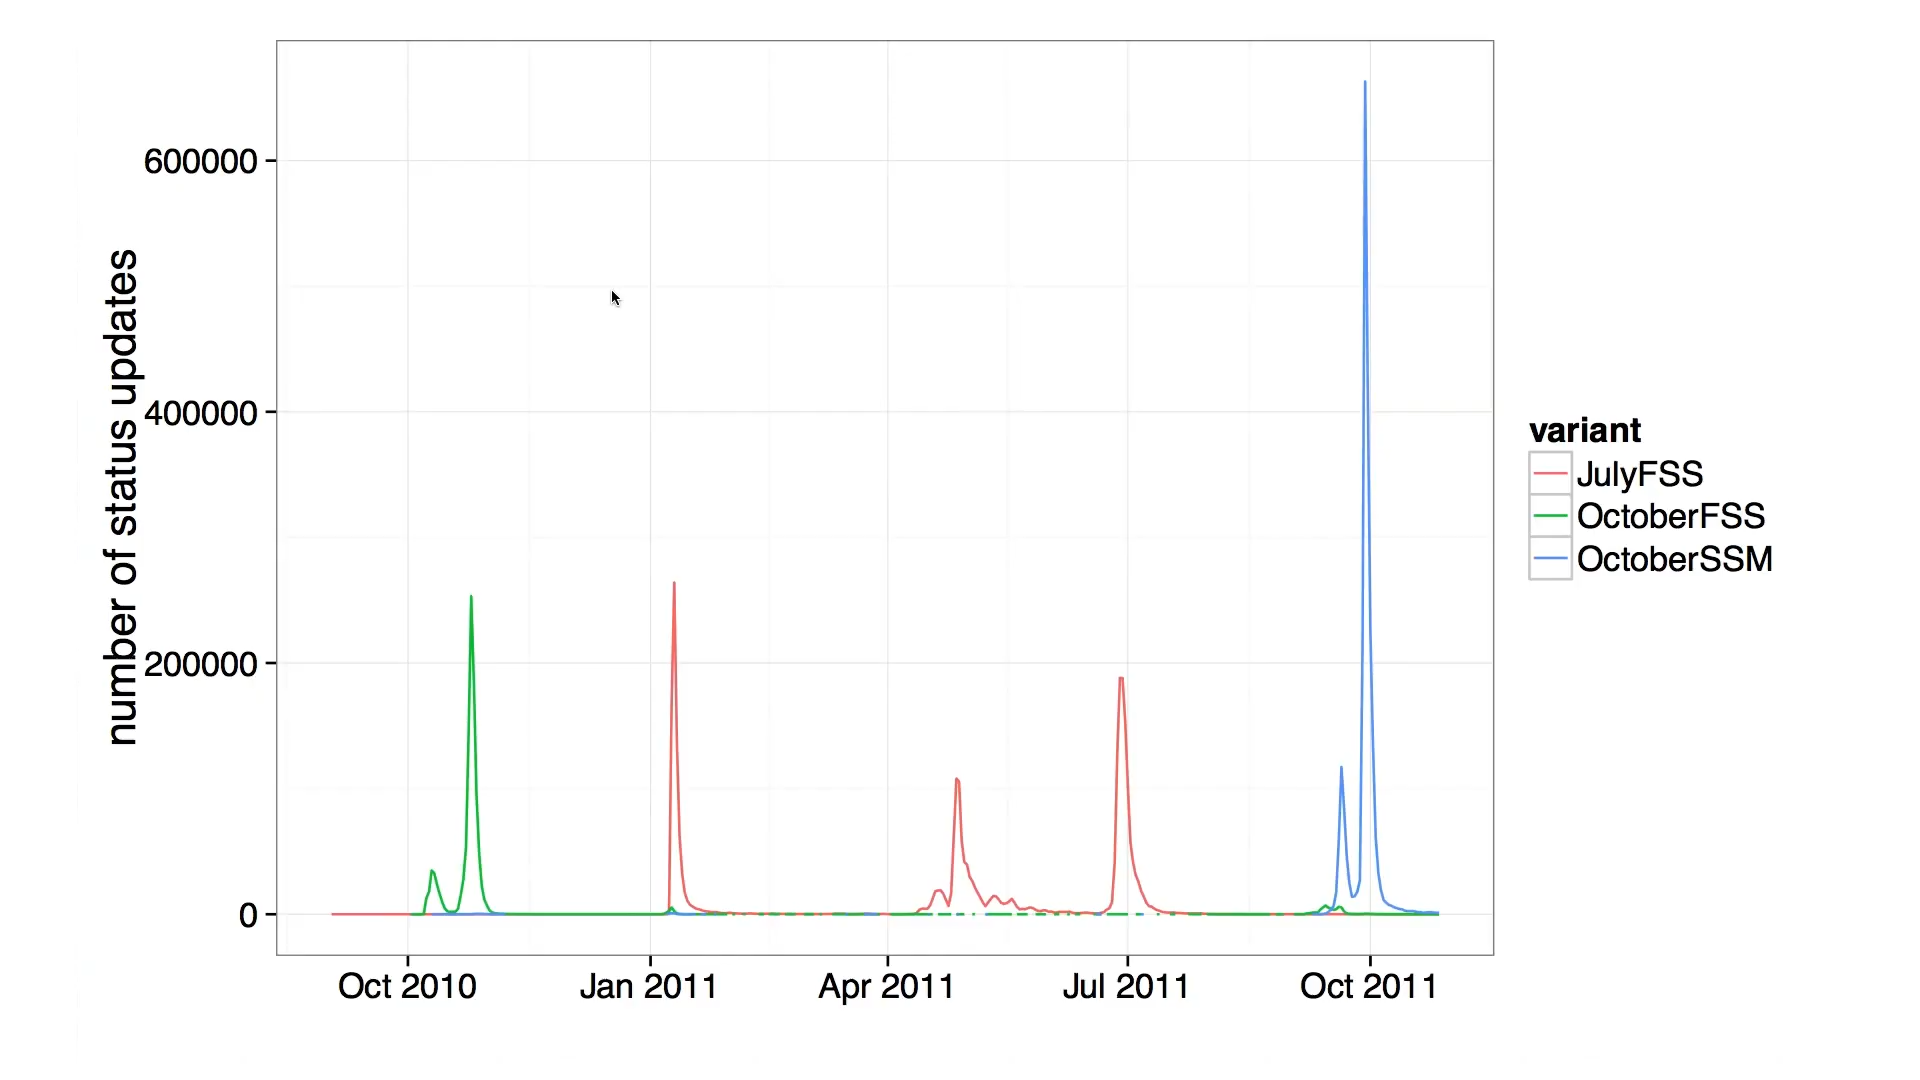 number of status updates
600000
400000
200000
0
Oct 2010
Jan 2011
Apr 2011
Jul 2011
Oct 2011
variant
JulyFSS
OctoberFSS
OctoberSSM